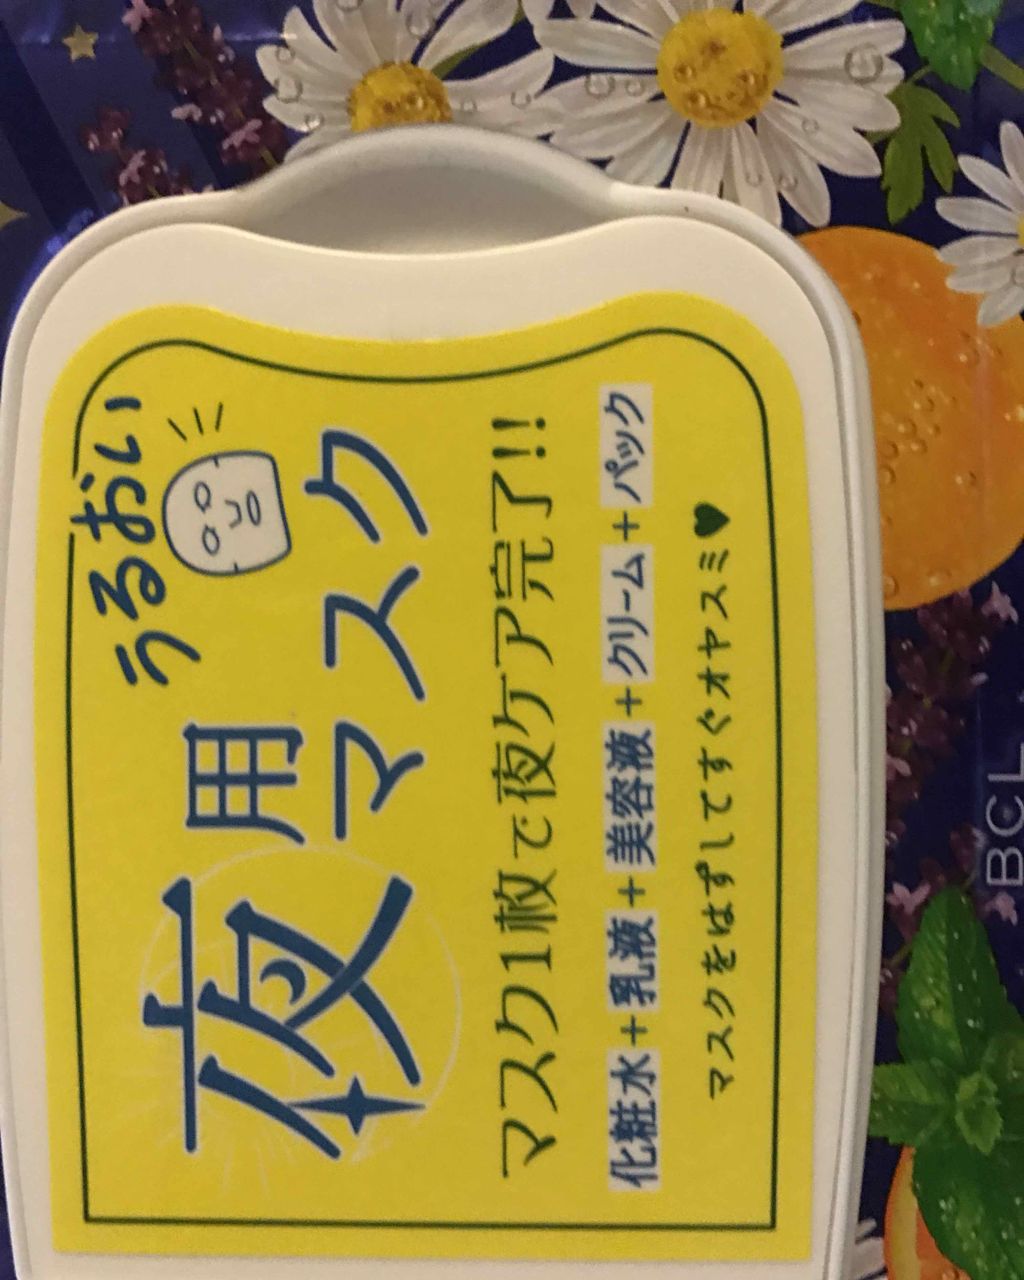 うるおい
夜用
マスク
マスク1枚で夜ケア完了!!
化粧水+乳液+美容液+クリーム+パック
マスクをはずしてすぐオヤスミ♥
BCL